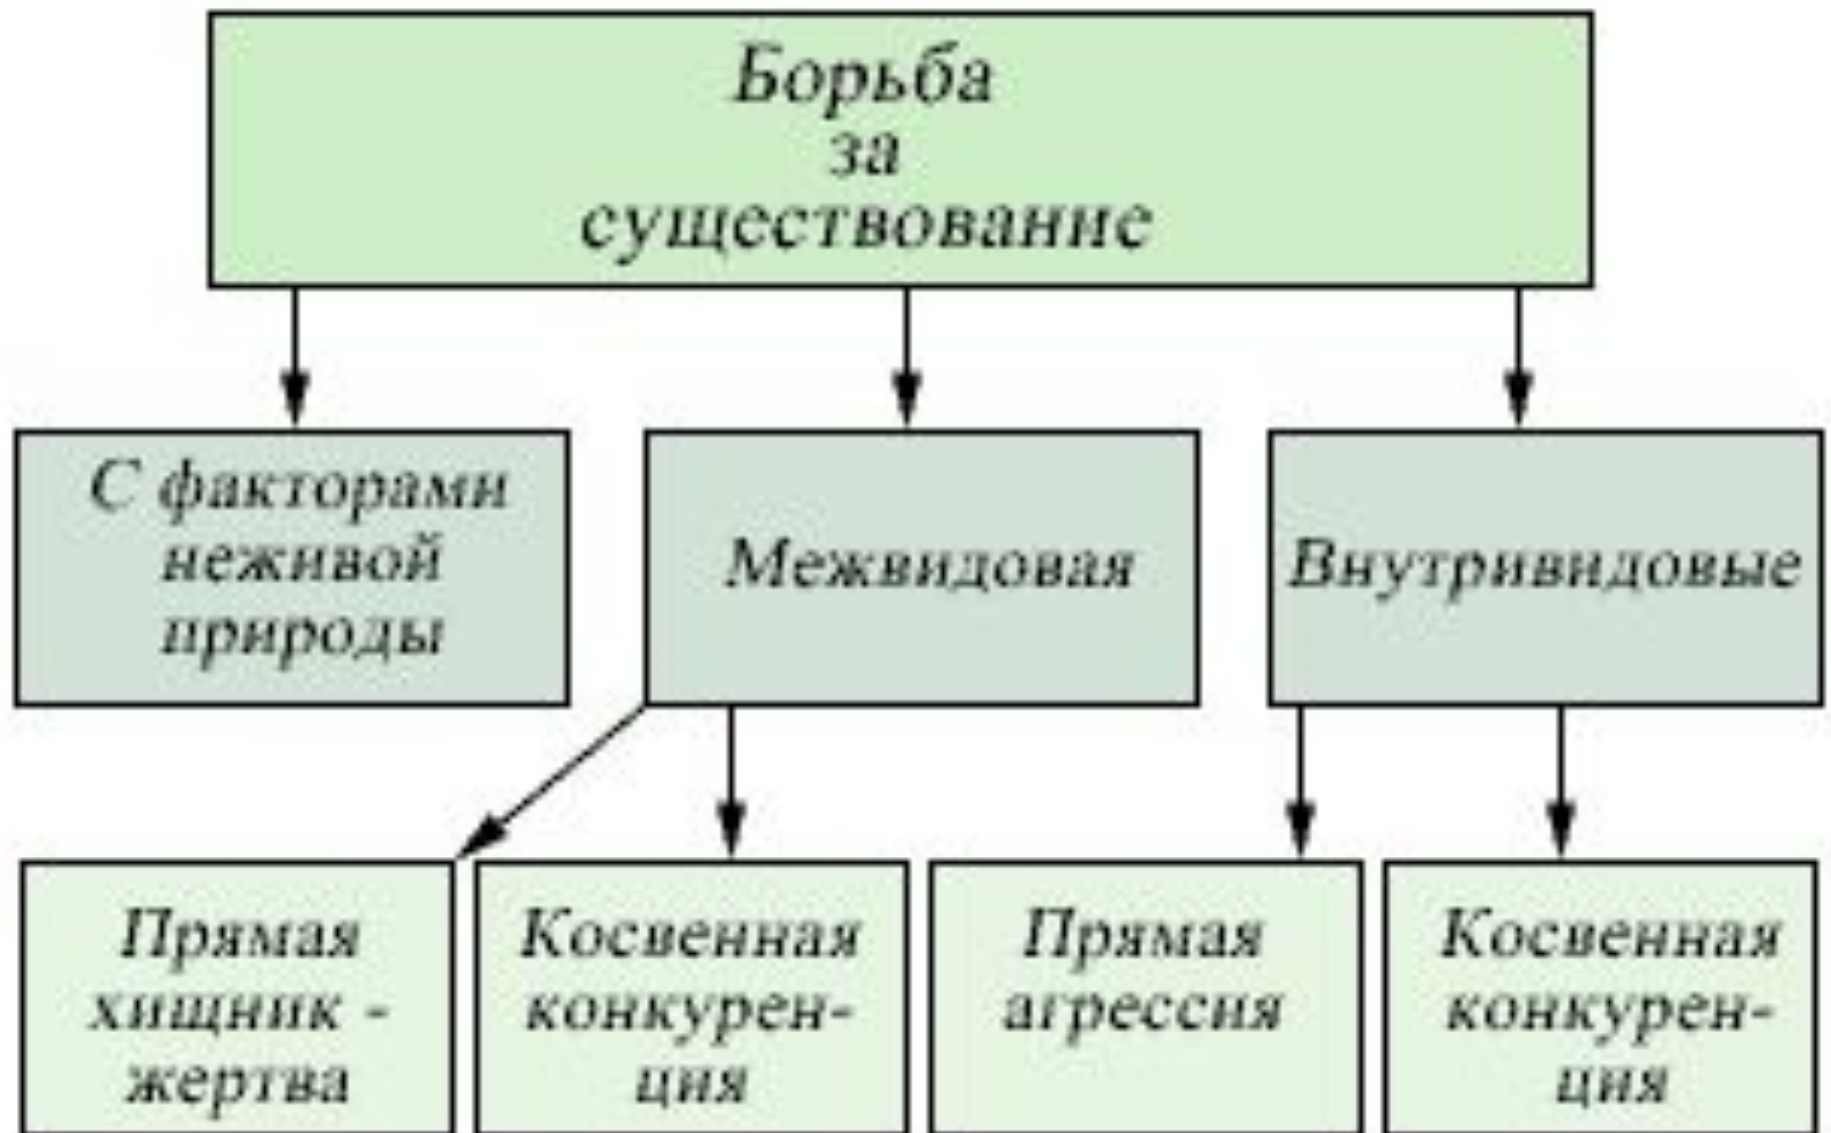 Борьба
за
существование
С факторами
неживой
природы
Межвидовая
Внутривидовые
Прямая
хищник -
жертва
Косвенная
конкурен-
ция
Прямая
агрессия
Косвенная
конкурен-
ция